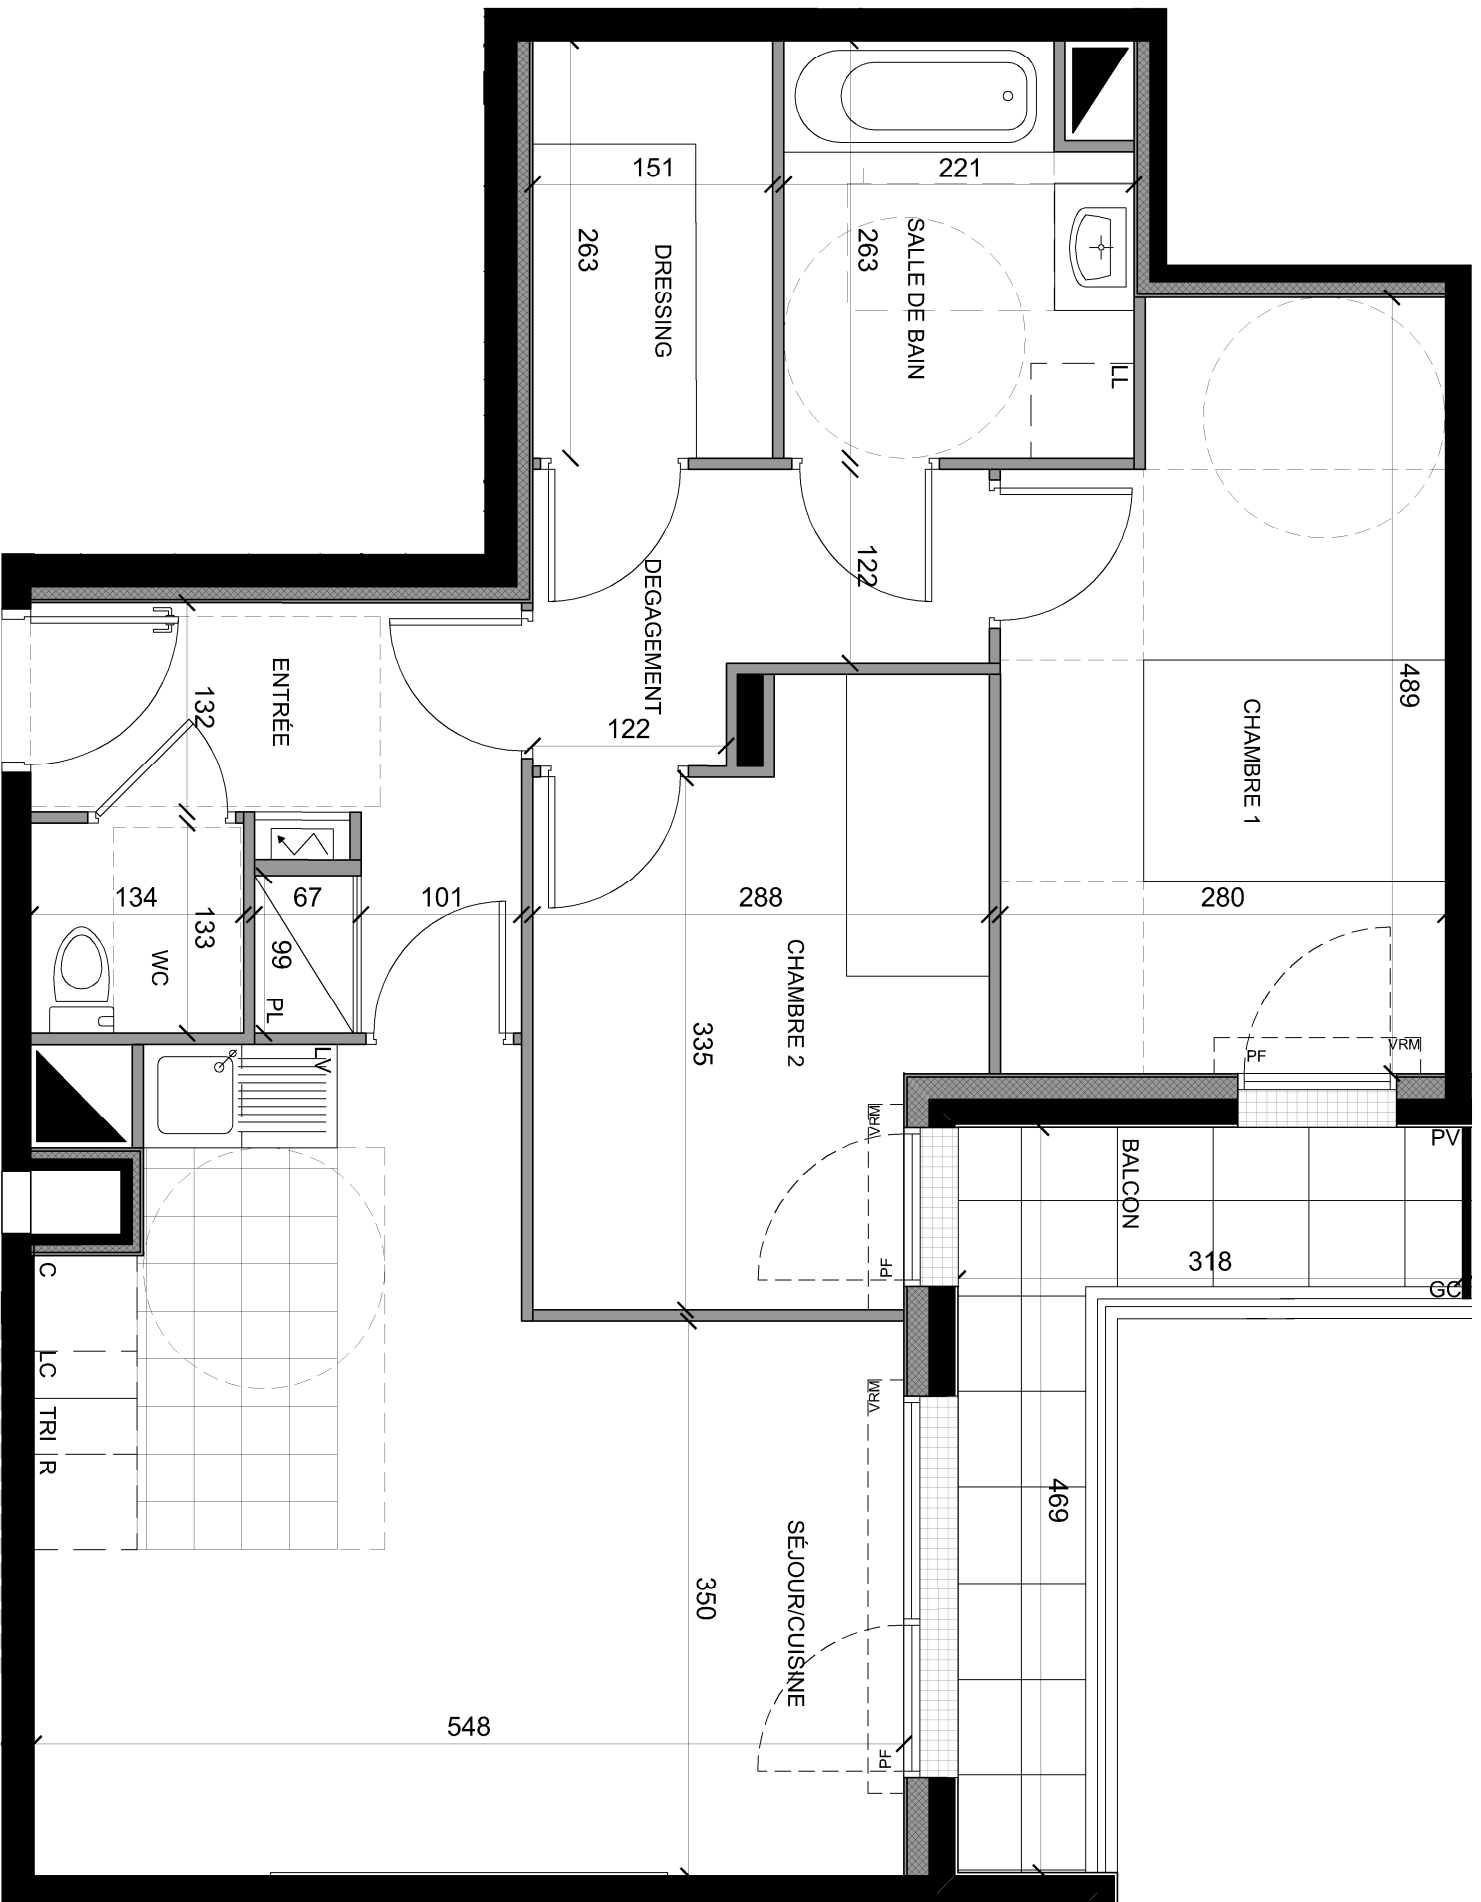 151
221
263
DRESSING
263
SALLE DE BAIN
LL
122
DEGAGEMENT
489
CHAMBRE 1
ENTRÉE
132
122
134
67
101
288
280
133
WC
99
PL
CHAMBRE 2
335
PF
VRM
LV
VRM
PV
BALCON
318
PF
GC
C
LC
TRI
R
VRM
469
SÉJOUR/CUISINE
350
548
PF